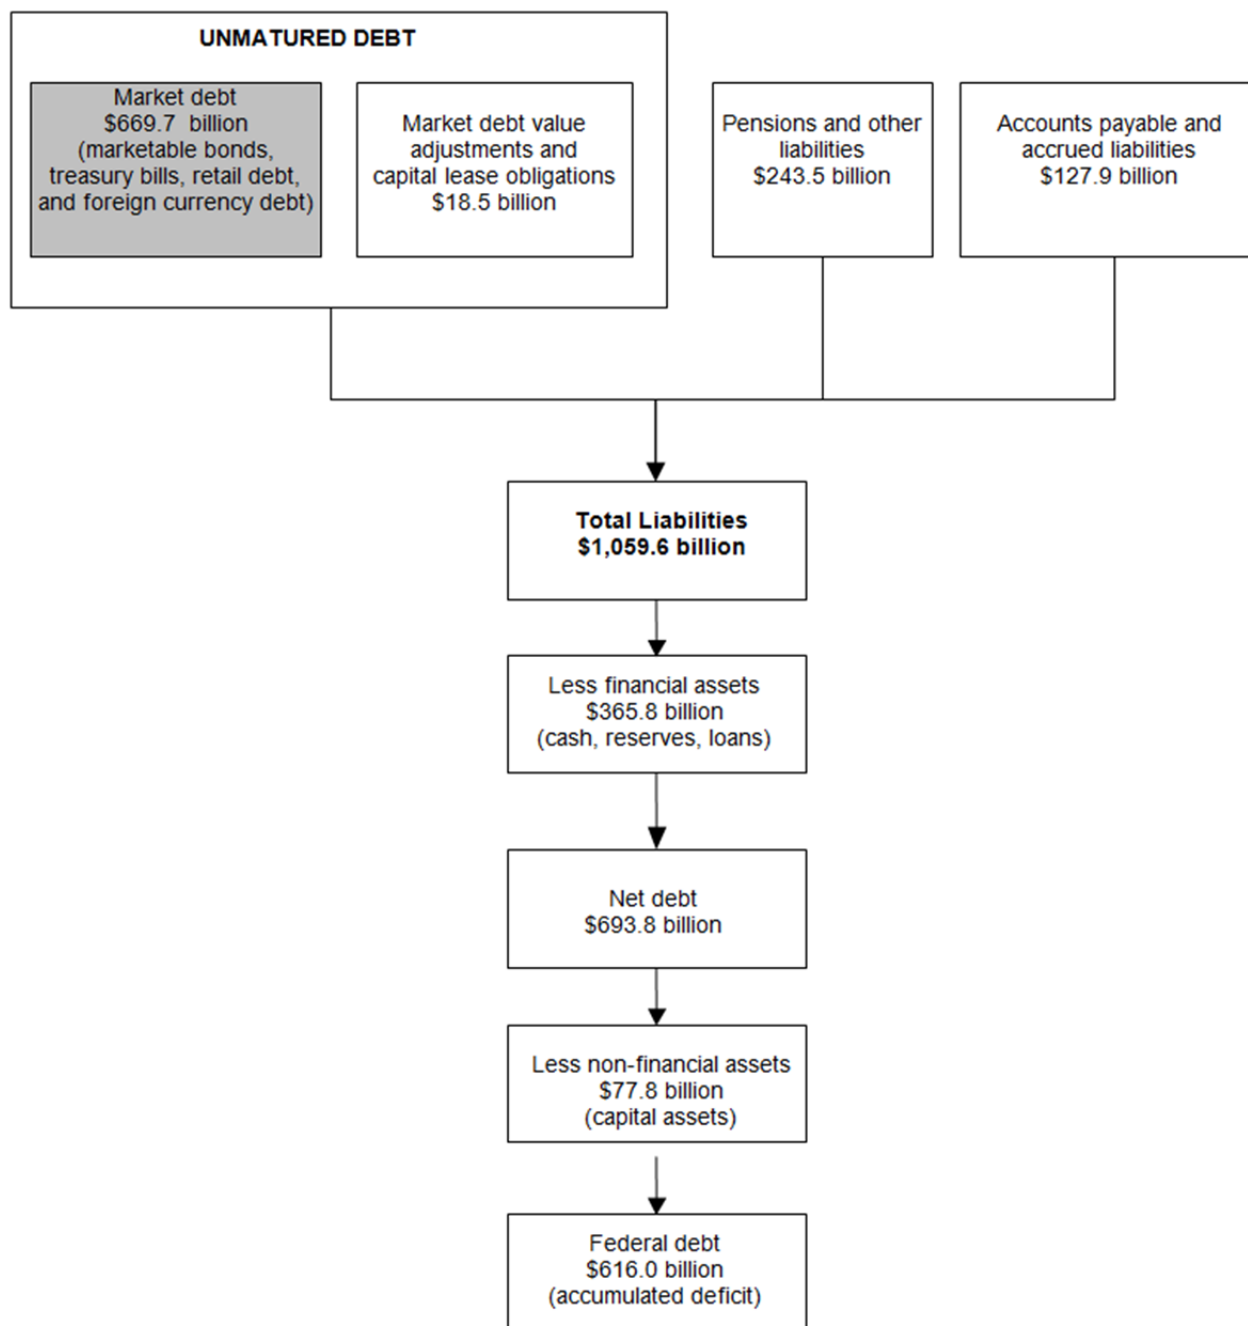 UNMATURED DEBT
Market debt
$669.7 billion
(marketable bonds,
treasury bills, retail debt,
and foreign currency debt)
Market debt value
adjustments and
capital lease obligations
$18.5 billion
Pensions and other
liabilities
$243.5 billion
Accounts payable and
accrued liabilities
$127.9 billion
Total Liabilities
$1,059.6 billion
Less financial assets
$365.8 billion
(cash, reserves, loans)
Net debt
$693.8 billion
Less non-financial assets
$77.8 billion
(capital assets)
Federal debt
$616.0 billion
(accumulated deficit)